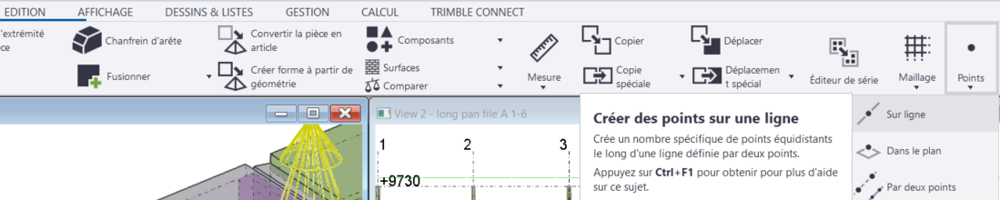 EDITION AFFICHAGE DESSINS & LISTES GESTION CALCUL TRIMBLE CONNECT
'extrémité
ce
Chanfrein d'arête
Fusionner
Convertir la pièce en
article
Créer forme à partir de
géométrie
Composants
Surfaces
Comparer
Mesure
Copier
Copie
spéciale
Déplacer
Déplacemen
t spécial
Éditeur de série
Maillage
Points
View 2 - long pan file A 1-6
1 2 3
+9730
Créer des points sur une ligne
Crée un nombre spécifique de points équidistants
le long d'une ligne définie par deux points.
Appuyez sur Ctrl+F1 pour obtenir pour plus d'aide
sur ce sujet.
Sur ligne
Dans le plan
Par deux points